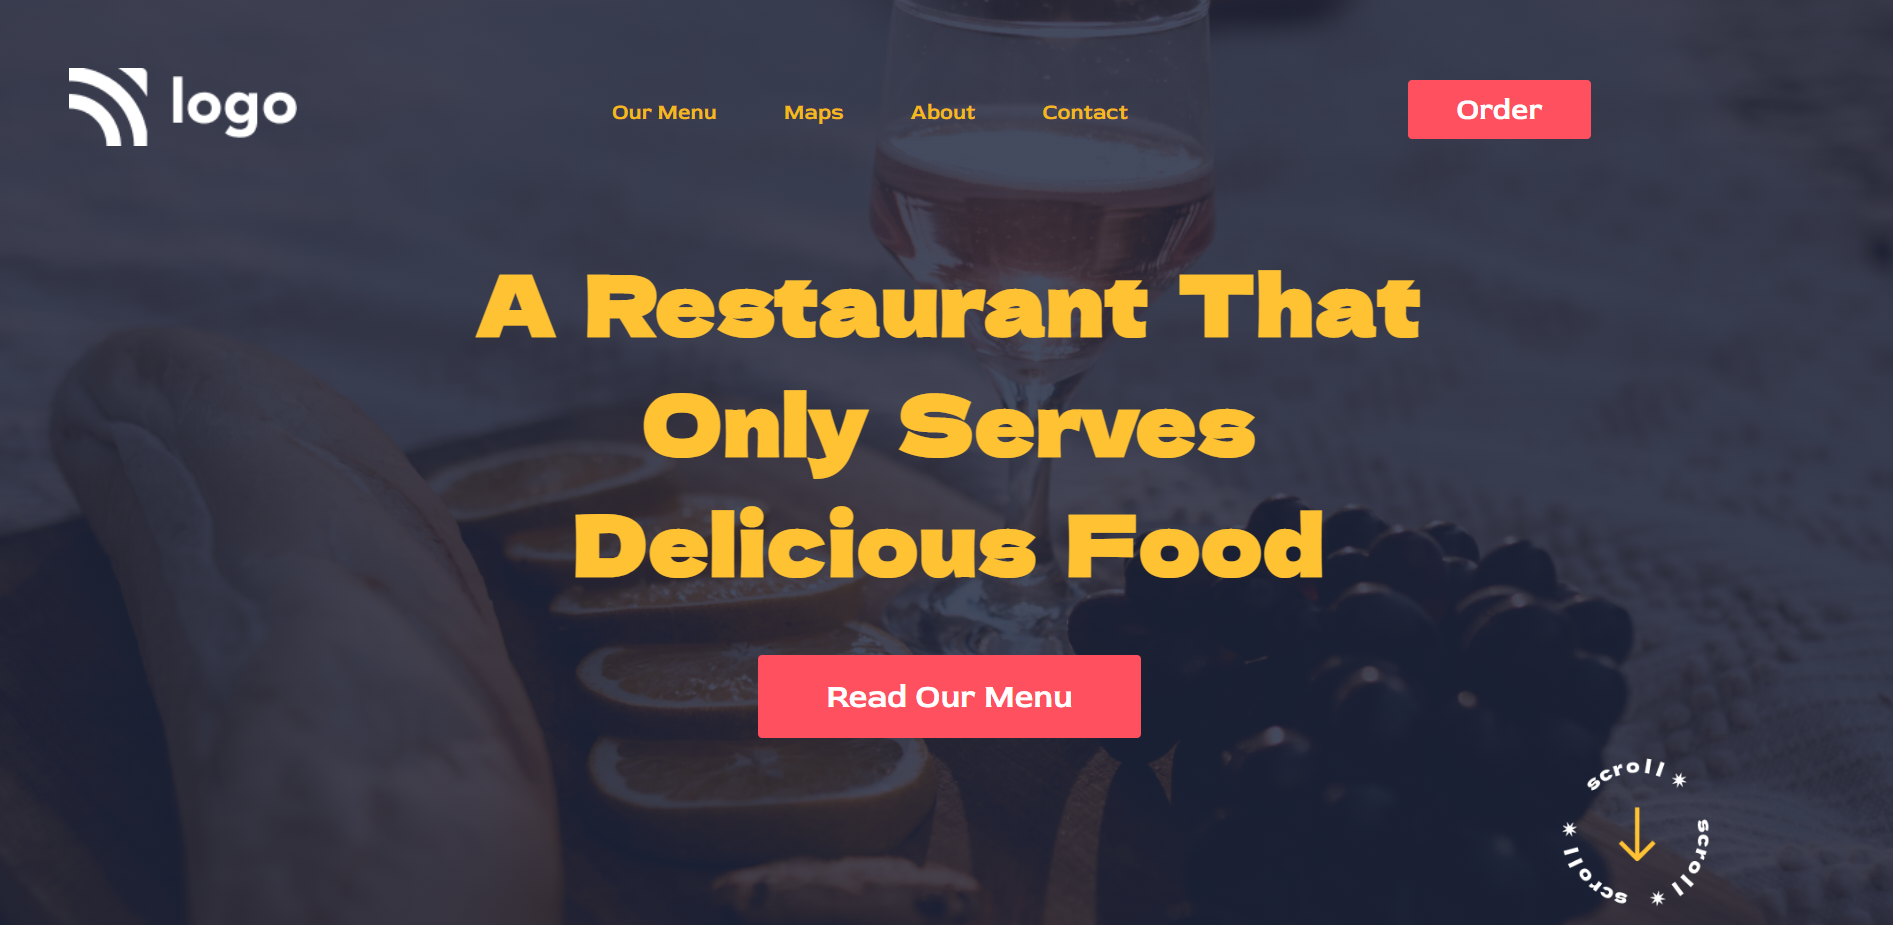 logo
Our Menu Maps About Contact
Order
A Restaurant That
Only Serves
Delicious Food
Read Our Menu
scroll * scroll * scroll *